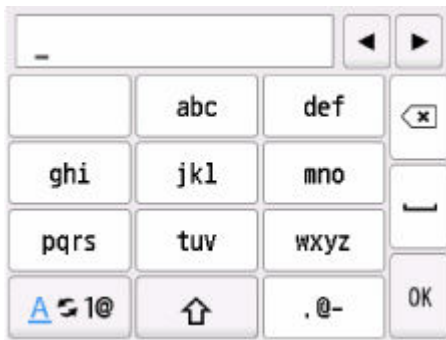 _
abc def
ghi jkl mno
pqrs tuv wxyz
A 1@ .@- OK